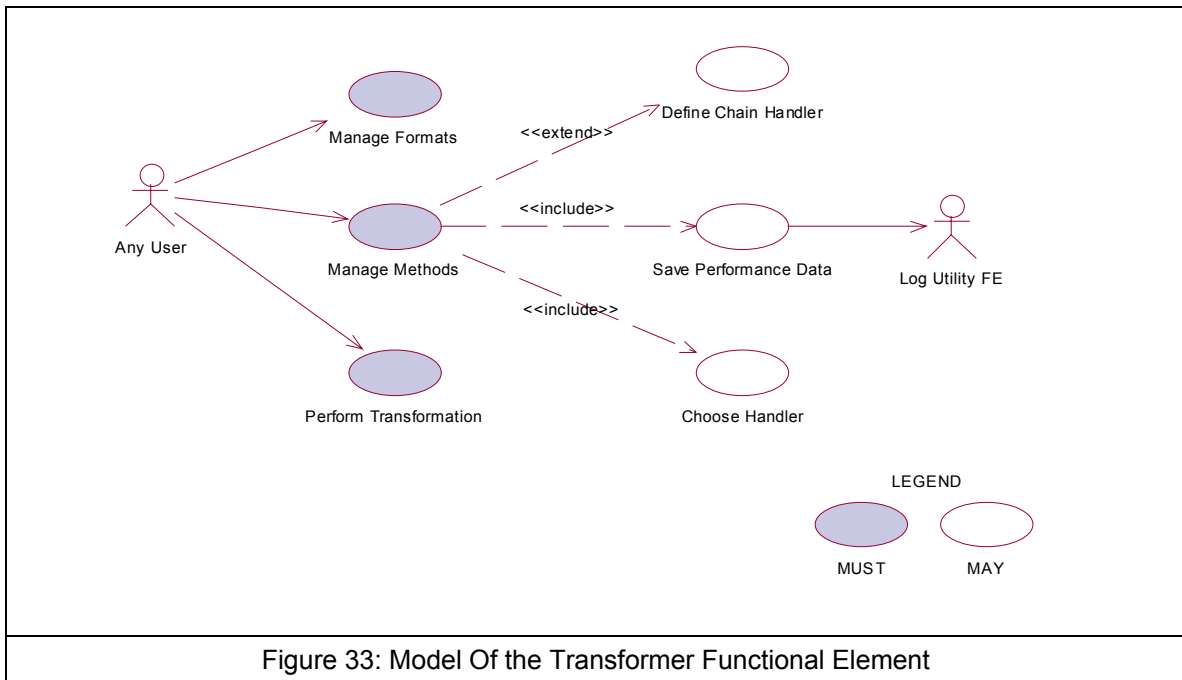 Define Chain Handler
Manage Formats
<<extend>>
<<include>>
Any User
Manage Methods
Save Performance Data
Log Utility FE
<<include>>
Perform Transformation
Choose Handler
LEGEND
MUST
MAY
Figure 33: Model Of the Transformer Functional Element